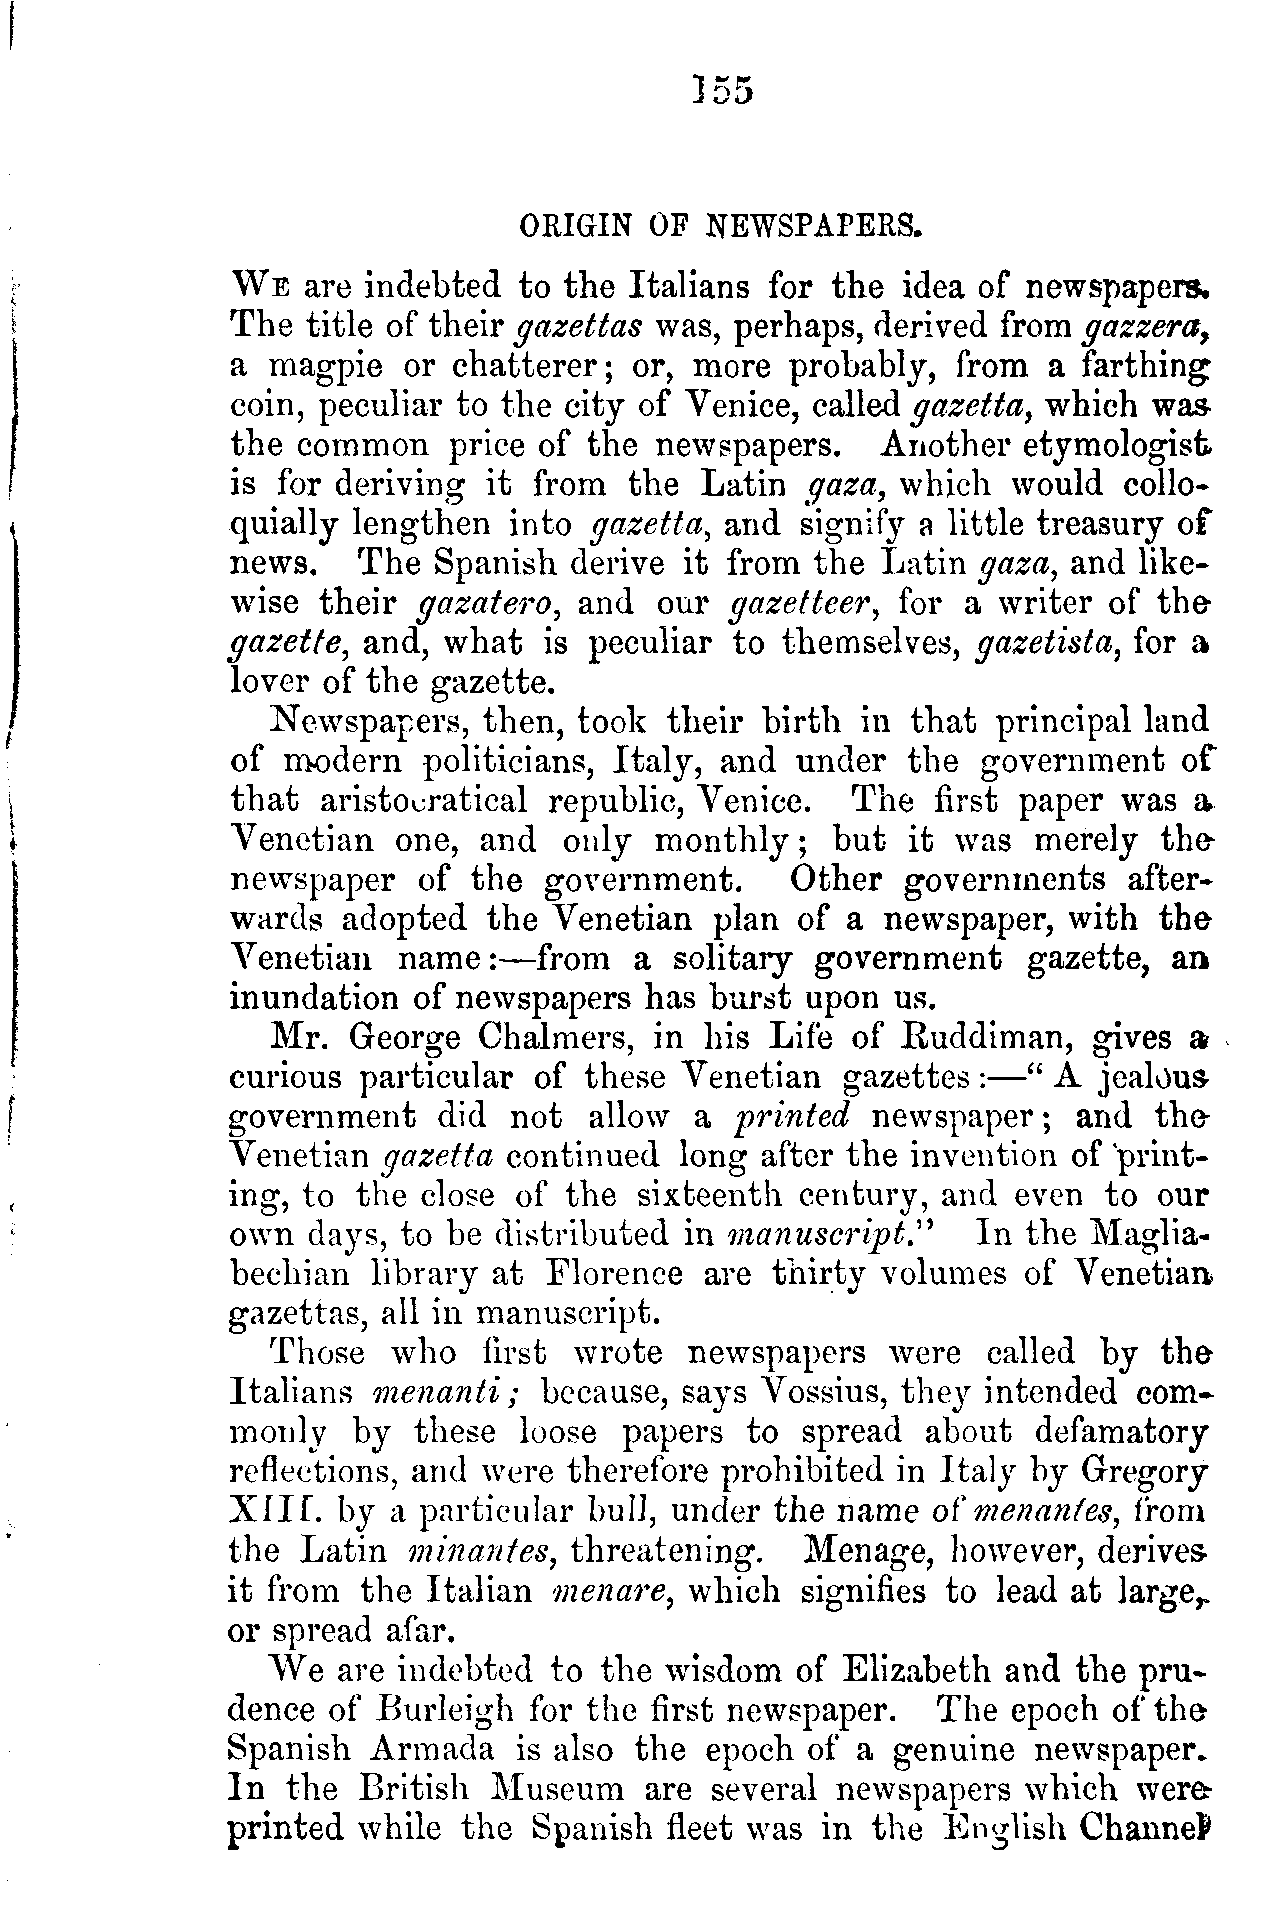 155
ORIGIN OF NEWSPAPERS.
WE are indebted to the Italians for the idea of newspapers.
The title of their gazettas was, perhaps, derived from gazzera,
a magpie or chatterer; or, more probably, from a farthing
coin, peculiar to the city of Venice, called gazetta, which was
the common price of the newspapers. Another etymologist
is for deriving it from the Latin gaza, which would collo-
quially lengthen into gazetta, and signify a little treasury of
news. The Spanish derive it from the Latin gaza, and like-
wise their gazatero, and our gazetteer, for a writer of the
gazette, and, what is peculiar to themselves, gazetista, for a
lover of the gazette.
Newspapers, then, took their birth in that principal land
of modern politicians, Italy, and under the government of
that aristocratical republic, Venice. The first paper was a
Venetian one, and only monthly; but it was merely the
newspaper of the government. Other governments after-
wards adopted the Venetian plan of a newspaper, with the
Venetian name:—from a solitary government gazette, an
inundation of newspapers has burst upon us.
Mr. George Chalmers, in his Life of Ruddiman, gives a
curious particular of these Venetian gazettes:—“A jealous
government did not allow a printed newspaper; and the
Venetian gazetta continued long after the invention of print-
ing, to the close of the sixteenth century, and even to our
own days, to be distributed in manuscript.” In the Maglia-
bechian library at Florence are thirty volumes of Venetian
gazettas, all in manuscript.
Those who first wrote newspapers were called by the
Italians menanti; because, says Vossius, they intended com-
monly by these loose papers to spread about defamatory
reflections, and were therefore prohibited in Italy by Gregory
XIII. by a particular bull, under the name of menantes, from
the Latin minantes, threatening. Menage, however, derives
it from the Italian menare, which signifies to lead at large,
or spread afar.
We are indebted to the wisdom of Elizabeth and the pru-
dence of Burleigh for the first newspaper. The epoch of the
Spanish Armada is also the epoch of a genuine newspaper.
In the British Museum are several newspapers which were
printed while the Spanish fleet was in the English Channel